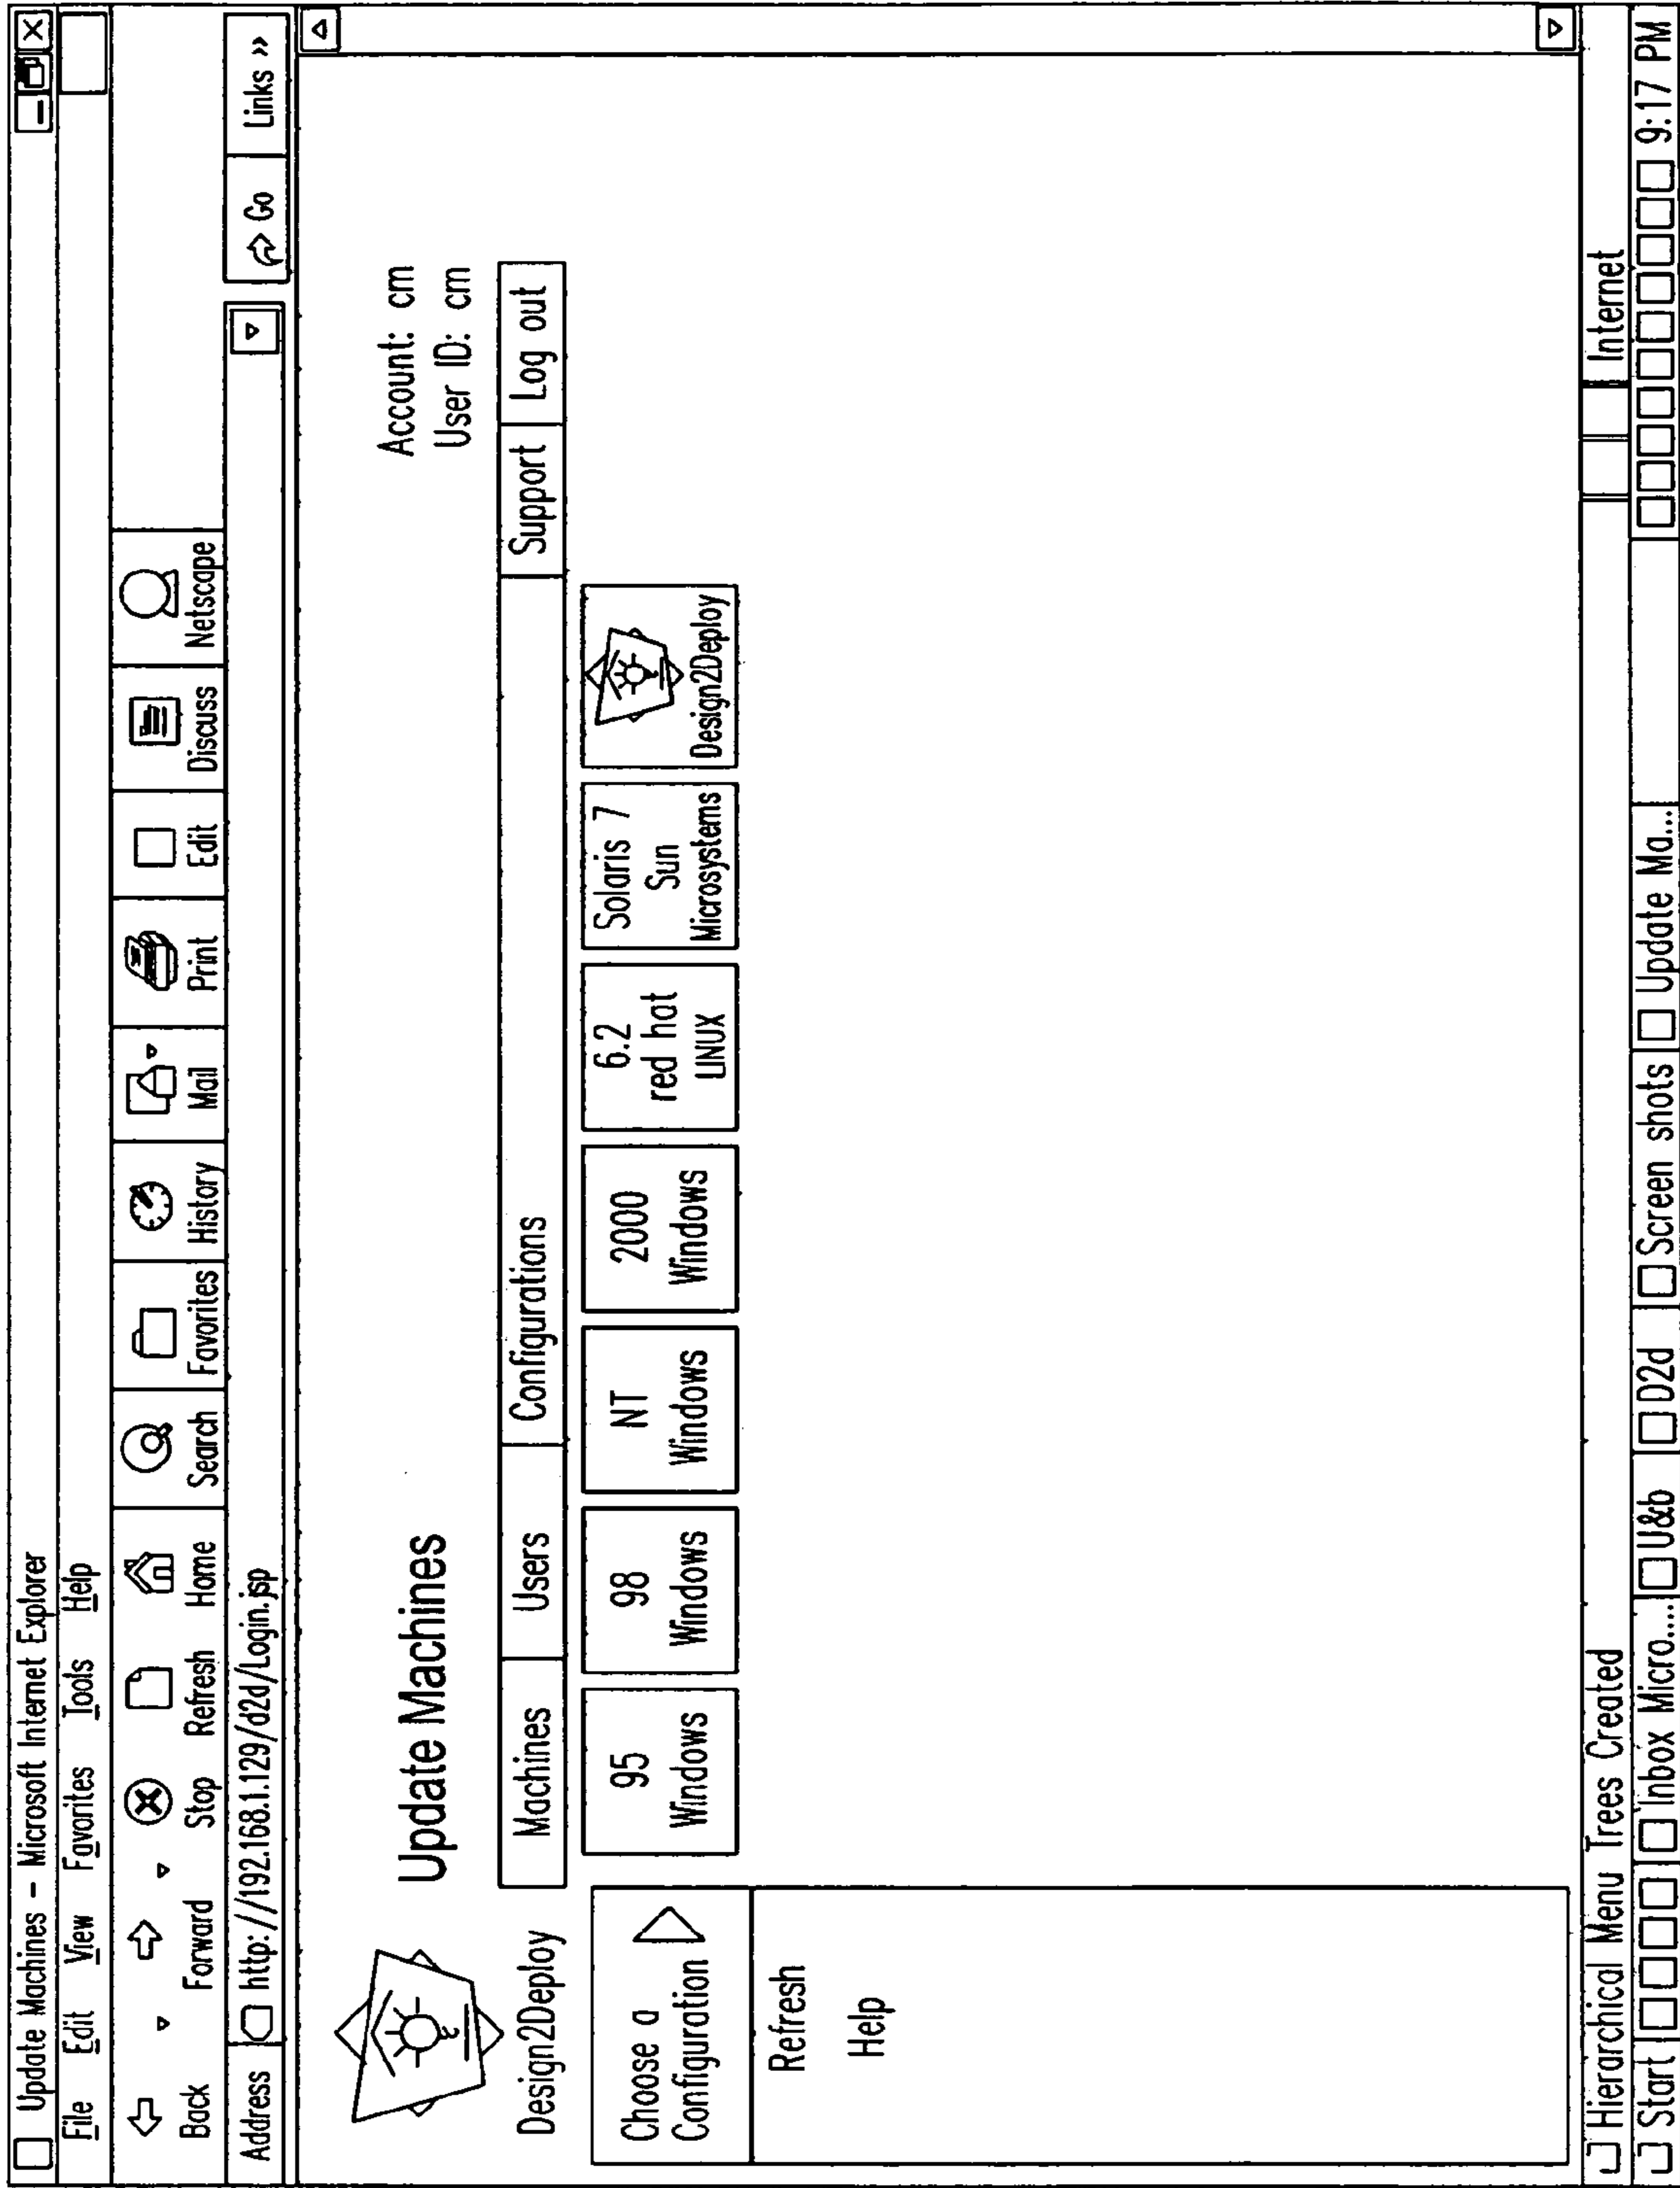 Update Machines – Microsoft Internet Explorer
File Edit View Favorites Tools Help
Back Forward Stop Refresh Home Search Favorites History Mail Print Edit Discuss Netscape
Address http://192.168.1.129/d2d/Login.jsp Go Links »
Design2Deploy
Update Machines
Account: cm
User ID: cm
Machines Users Configurations Support Log out
95
Windows
98
Windows
NT
Windows
2000
Windows
6.2
red hat
LINUX
Solaris 7
Sun
Microsystems
Design2Deploy
Choose a
Configuration
Refresh
Help
Hierarchical Menu Trees Created Internet
Start Inbox Micro.... U&b D2d Screen shots Update Ma... 9:17 PM